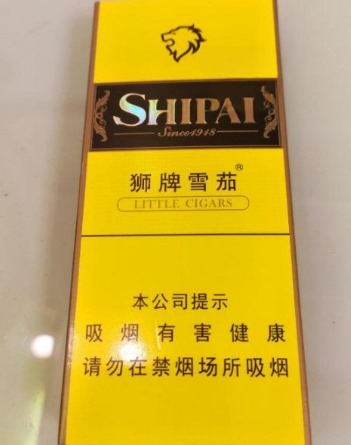 SHIPAI
Since1918
狮牌雪茄®
LITTLE CIGARS
本公司提示
吸烟有害健康
请勿在禁烟场所吸烟